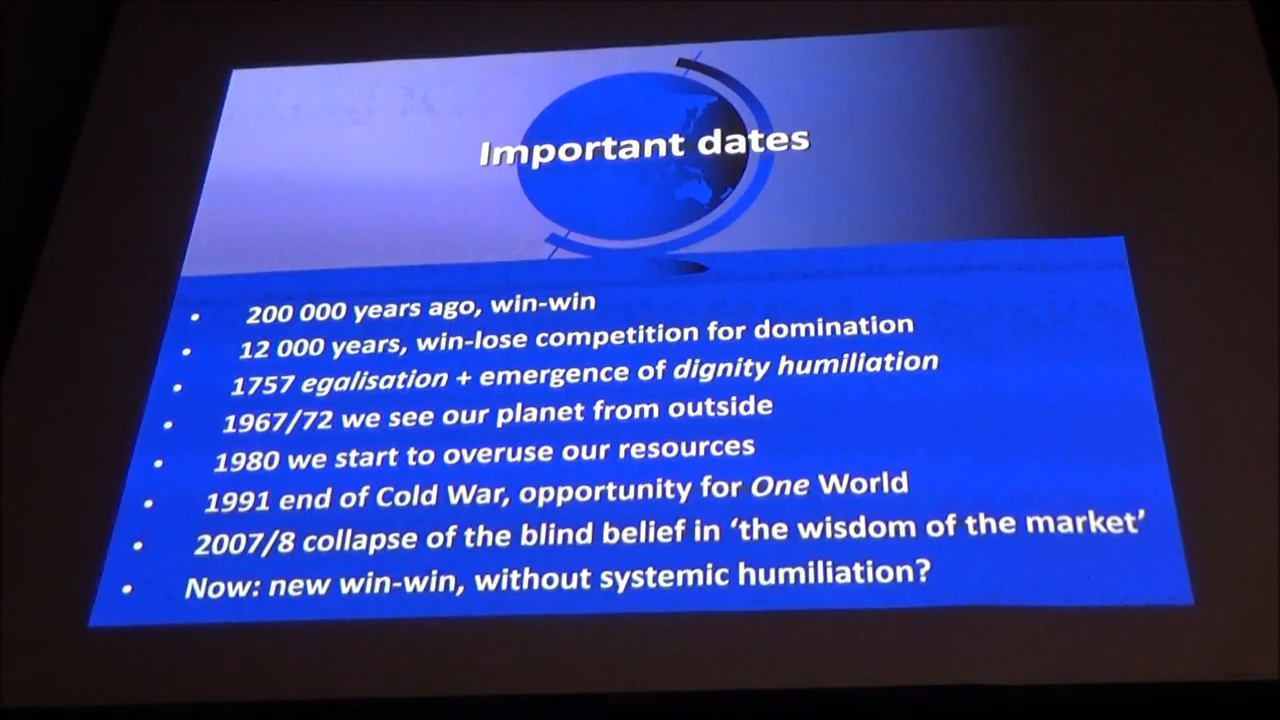 Important dates
• 200 000 years ago, win-win
• 12 000 years, win-lose competition for domination
• 1757 egalisation + emergence of dignity humiliation
• 1967/72 we see our planet from outside
• 1980 we start to overuse our resources
• 1991 end of Cold War, opportunity for One World
• 2007/8 collapse of the blind belief in ‘the wisdom of the market’
• Now: new win-win, without systemic humiliation?